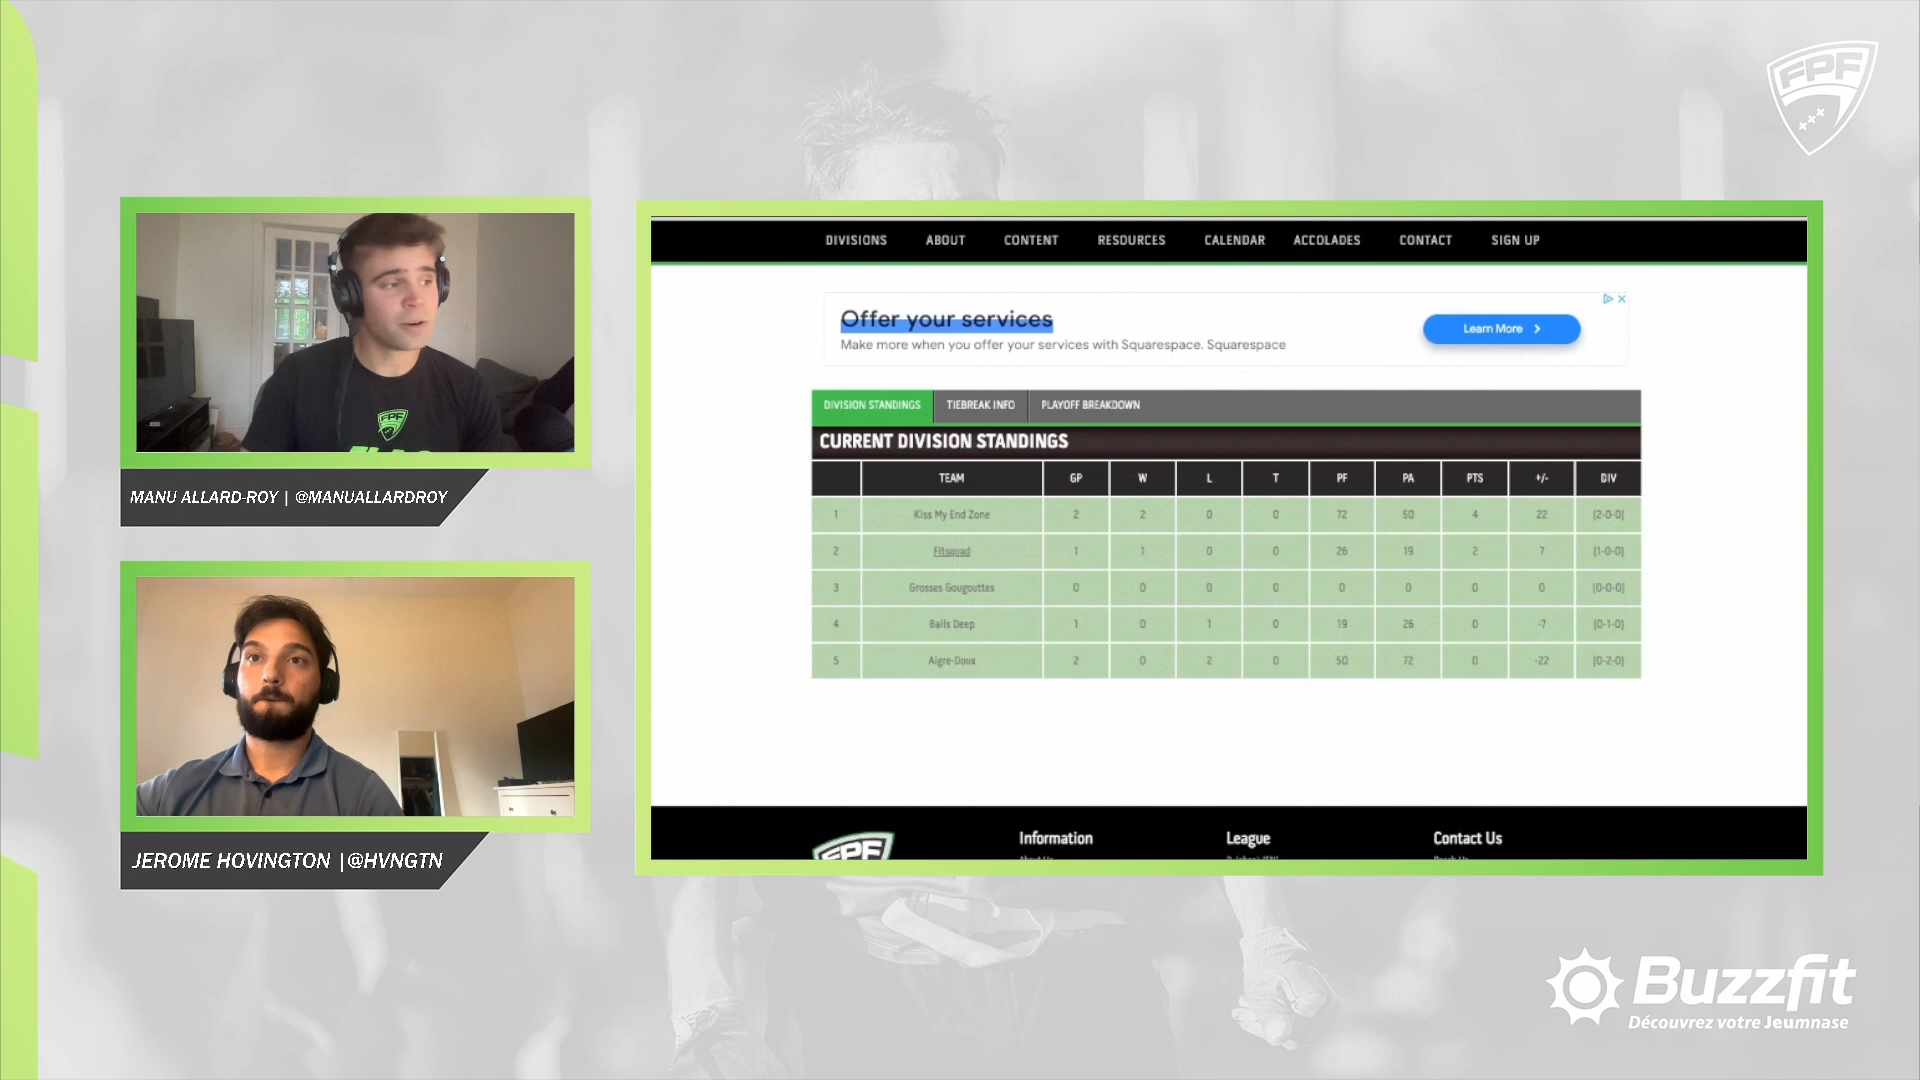 FPF
DIVISIONS ABOUT CONTENT RESOURCES CALENDAR ACCOLADES CONTACT SIGN UP
Offer your services
Make more when you offer your services with Squarespace. Squarespace
Learn More
DIVISION STANDINGS TIEBREAK INFO PLAYOFF BREAKDOWN
CURRENT DIVISION STANDINGS
TEAM GP W L T PF PA PTS +/- DIV
1 Kiss My End Zone 2 2 0 0 72 50 4 22 (2-0-0)
2 Fitsquad 1 1 0 0 26 19 2 7 (1-0-0)
3 Grosses Gougouttes 0 0 0 0 0 0 0 0 (0-0-0)
4 Balls Deep 1 0 1 0 19 26 0 -7 (0-1-0)
5 Aigre-Doux 2 0 2 0 50 72 0 -22 (0-2-0)
FPF
Information League Contact Us
About Us
FPF
MANU ALLARD-ROY | @MANUALLARDROY
JEROME HOVINGTON |@HVNGTN
Buzzfit
Découvrez votre Jeumnase